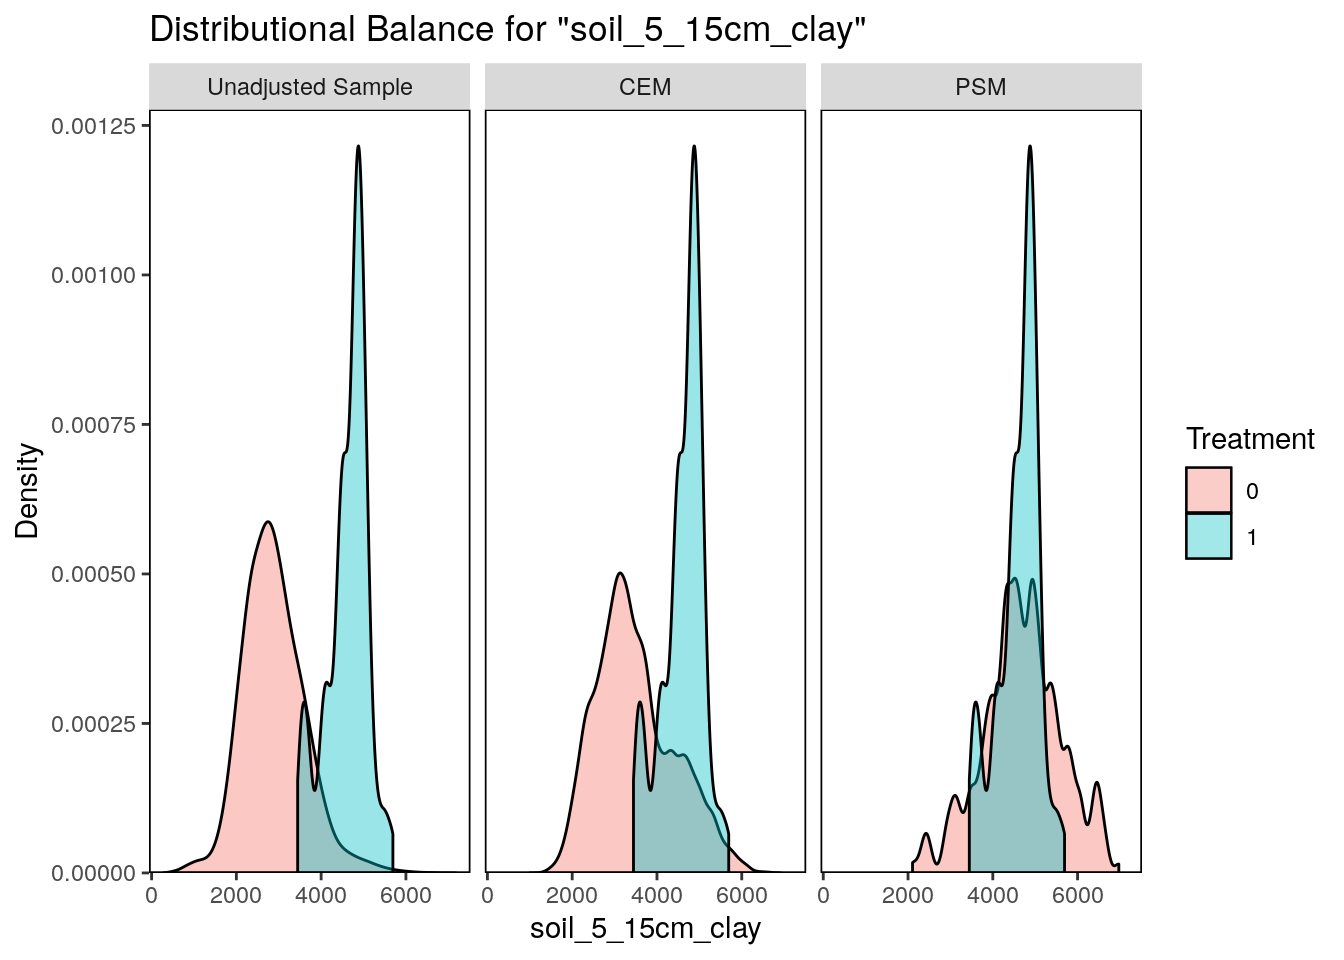 Distributional Balance for "soil_5_15cm_clay"
Unadjusted Sample CEM PSM
0.00125
0.00100
0.00075
0.00050
0.00025
0.00000
Density
0 2000 4000 6000 0 2000 4000 6000 0 2000 4000 6000
soil_5_15cm_clay
Treatment
0
1